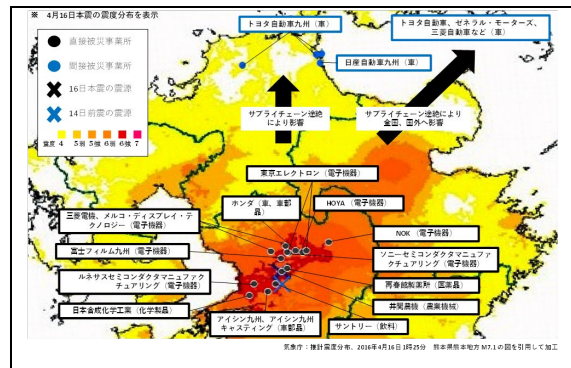 ※ 4月16日本震の震度分布を表示
直接被災事業所
間接被災事業所
16日本震の震源
14日前震の震源
震度 4 5弱 5強 6弱 6強 7
トヨタ自動車九州（車）
トヨタ自動車、ゼネラル・モーターズ、
三菱自動車など（車）
日産自動車九州（車）
サプライチェーン途絶
により影響
サプライチェーン途絶により
全国、国外へ影響
東京エレクトロン（電子機器）
ホンダ（車、車部
品）
HOYA（電子機器）
三菱電機、メルコ・ディスプレイ・テ
クノロジー（電子機器）
NOK（電子機器）
富士フィルム九州（電子機器）
ソニーセミコンダクタマニュファ
クチュアリング（電子機器）
ルネサスセミコンダクタマニュファク
チュアリング（電子機器）
再春館製薬所（医薬品）
井関農機（農業機械）
日本合成化学工業（化学製品）
アイシン九州、アイシン九州
キャスティング（車部品）
サントリー（飲料）
気象庁：推計震度分布、2016年4月16日1時25分 熊本県熊本地方 M7.1の図を引用して加工